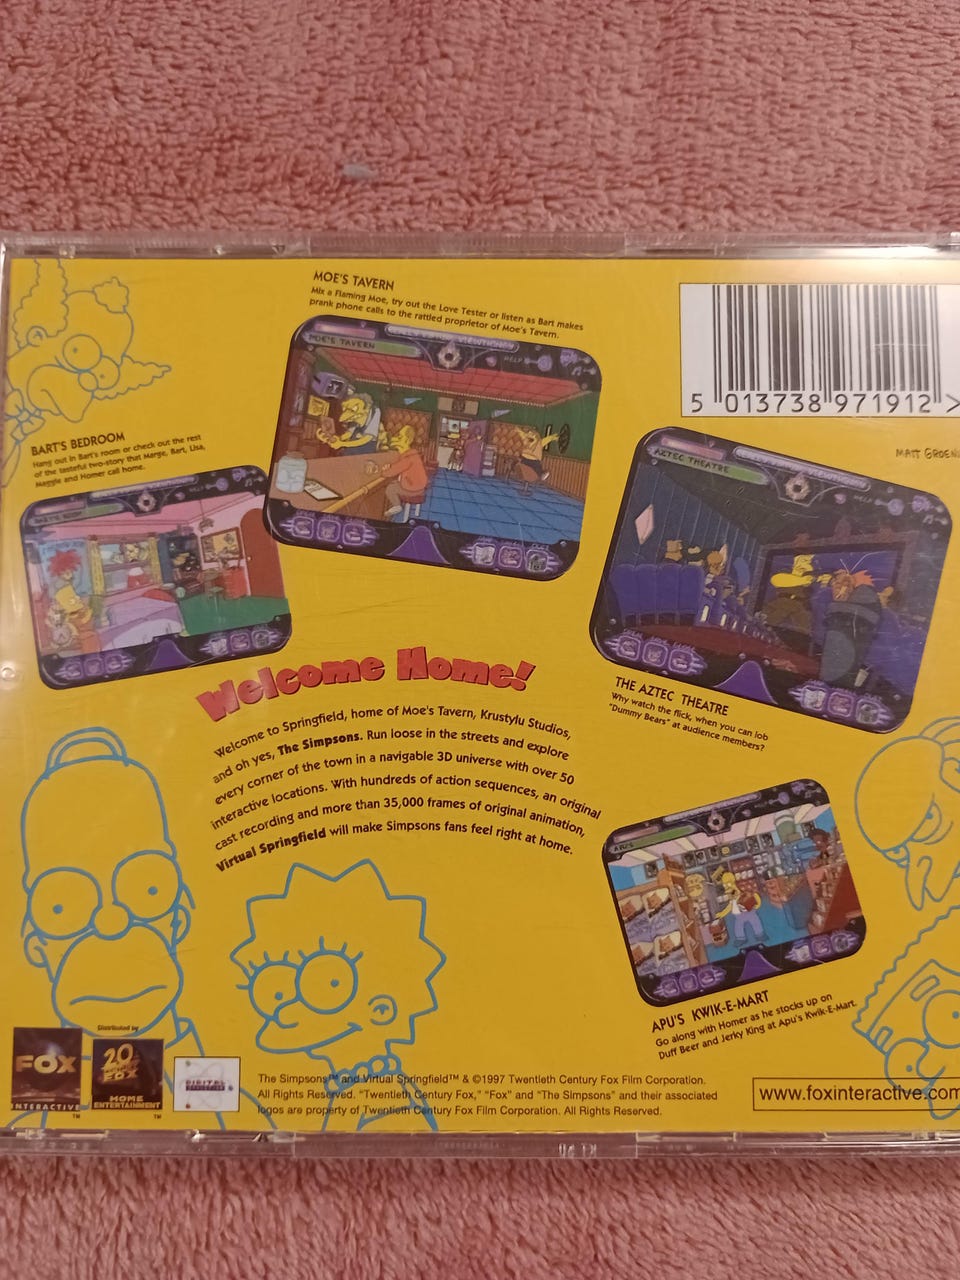 MOE'S TAVERN
Mix a Flaming Moe, try out the Love Tester or listen as Bart makes
prank phone calls to the rattled proprietor of Moe's Tavern.
MOE'S TAVERN
HELP
5 013738 971912 >
MATT GROENI
BART'S BEDROOM
Hang out in Bart's room or check out the rest
of the tasteful two-story that Marge, Bart, Lisa,
Maggie and Homer call home.
AZTEC THEATRE
HELP
THE AZTEC THEATRE
Why watch the flick, when you can lob
"Dummy Bears" at audience members?
Welcome Home!
Welcome to Springfield, home of Moe's Tavern, Krustylu Studios,
and oh yes, The Simpsons. Run loose in the streets and explore
every corner of the town in a navigable 3D universe with over 50
interactive locations. With hundreds of action sequences, an original
cast recording and more than 35,000 frames of original animation,
Virtual Springfield will make Simpsons fans feel right at home.
APU'S
APU'S KWIK-E-MART
Go along with Homer as he stocks up on
Duff Beer and Jerky King at Apu's Kwik-E-Mart.
Distributed by
FOX
INTERACTIVE
TM
20
FOX
HOME
ENTERTAINMENT
TM
DIGITAL
The Simpsons™ and Virtual Springfield™ & ©1997 Twentieth Century Fox Film Corporation.
All Rights Reserved. "Twentieth Century Fox," "Fox" and "The Simpsons" and their associated
logos are property of Twentieth Century Fox Film Corporation. All Rights Reserved.
www.foxinteractive.com